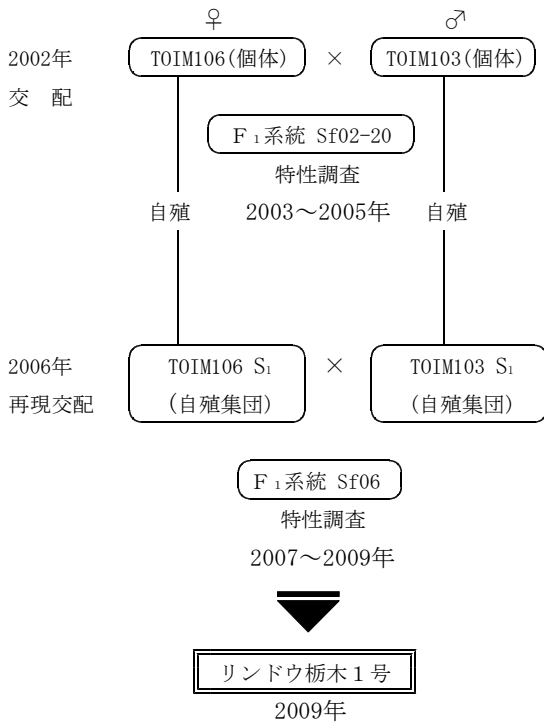 ♀ ♂
2002年 TOIM106(個体) × TOIM103(個体)
交 配
F₁系統 Sf02-20
特性調査
自殖 2003～2005年 自殖
2006年 TOIM106 S₁ × TOIM103 S₁
再現交配 (自殖集団) (自殖集団)
F₁系統 Sf06
特性調査
2007～2009年
リンドウ栃木１号
2009年